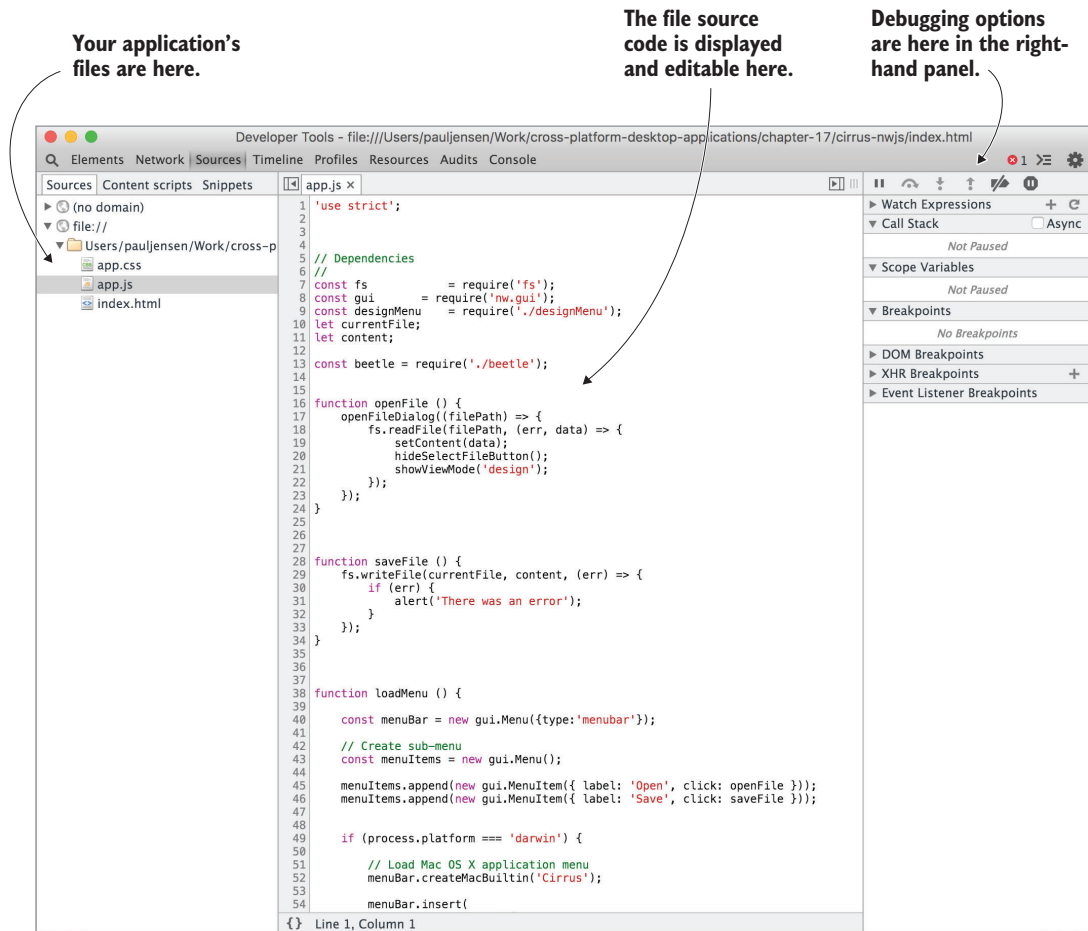 Your application's
files are here.
The file source
code is displayed
and editable here.
Debugging options
are here in the right-
hand panel.
Developer Tools - file:///Users/pauljensen/Work/cross-platform-desktop-applications/chapter-17/cirrus-nwjs/index.html
Elements Network Sources Timeline Profiles Resources Audits Console
1
Sources Content scripts Snippets
(no domain)
file://
Users/pauljensen/Work/cross-p
app.css
app.js
index.html
app.js ×
1 'use strict';
2
3
4
5 // Dependencies
6 //
7 const fs = require('fs');
8 const gui = require('nw.gui');
9 const designMenu = require('./designMenu');
10 let currentFile;
11 let content;
12
13 const beetle = require('./beetle');
14
15
16 function openFile () {
17 openFileDialog((filePath) => {
18 fs.readFile(filePath, (err, data) => {
19 setContent(data);
20 hideSelectFileButton();
21 showViewMode('design');
22 });
23 });
24 }
25
26
27
28 function saveFile () {
29 fs.writeFile(currentFile, content, (err) => {
30 if (err) {
31 alert('There was an error');
32 }
33 });
34 }
35
36
37
38 function loadMenu () {
39
40 const menuBar = new gui.Menu({type:'menubar'});
41
42 // Create sub-menu
43 const menuItems = new gui.Menu();
44
45 menuItems.append(new gui.MenuItem({ label: 'Open', click: openFile }));
46 menuItems.append(new gui.MenuItem({ label: 'Save', click: saveFile }));
47
48
49 if (process.platform === 'darwin') {
50
51 // Load Mac OS X application menu
52 menuBar.createMacBuiltin('Cirrus');
53
54 menuBar.insert(
{} Line 1, Column 1
Watch Expressions
Call Stack Async
Not Paused
Scope Variables
Not Paused
Breakpoints
No Breakpoints
DOM Breakpoints
XHR Breakpoints
Event Listener Breakpoints